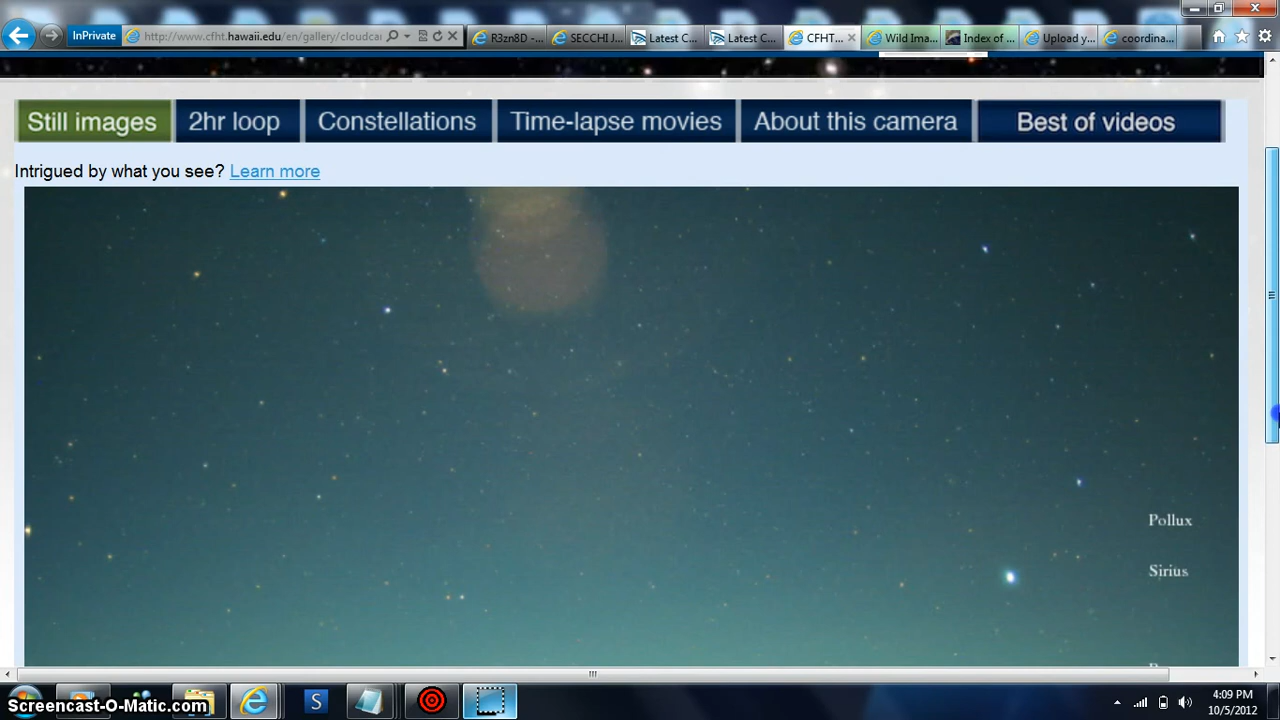 InPrivate
http://www.cfht.hawaii.edu/en/gallery/cloudca
R3zn8D -...
SECCHI J...
Latest C...
Latest C...
CFHT...
Wild Ima...
Index of ...
Upload y...
coordina...
Still images
2hr loop
Constellations
Time-lapse movies
About this camera
Best of videos
Intrigued by what you see? Learn more
Pollux
Sirius
S
Screencast-O-Matic.com
4:09 PM
10/5/2012